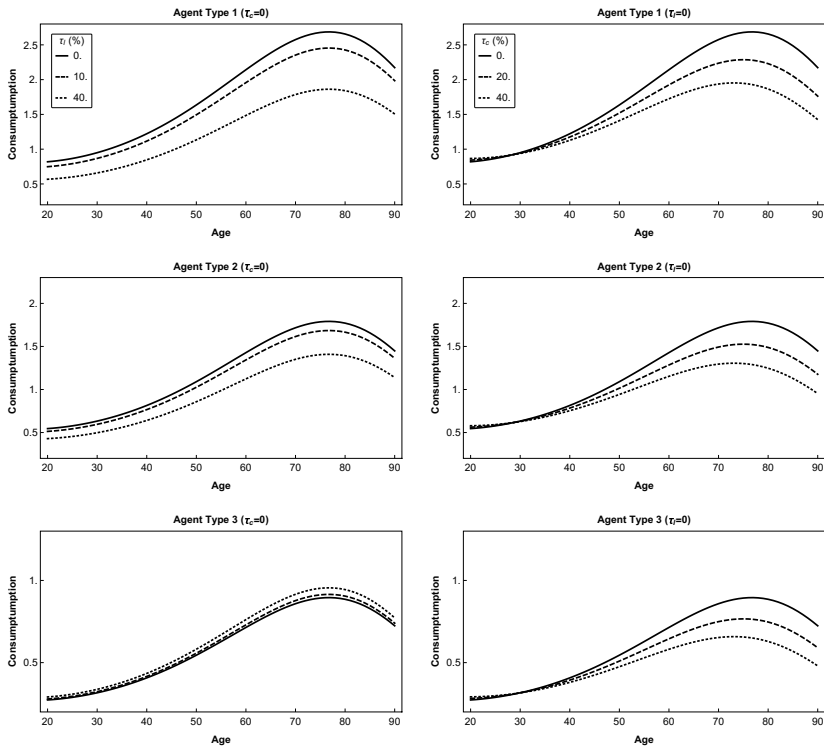 Agent Type 1 (τc=0)
τl (%)
0.
10.
40.
Consumptumption
2.5
2.
1.5
1.
0.5
20 30 40 50 60 70 80 90
Age
Agent Type 1 (τl=0)
τc (%)
0.
20.
40.
Consumptumption
2.5
2.
1.5
1.
0.5
20 30 40 50 60 70 80 90
Age
Agent Type 2 (τc=0)
Consumptumption
2.
1.5
1.
0.5
20 30 40 50 60 70 80 90
Age
Agent Type 2 (τl=0)
Consumptumption
2.
1.5
1.
0.5
20 30 40 50 60 70 80 90
Age
Agent Type 3 (τc=0)
Consumptumption
1.
0.5
20 30 40 50 60 70 80 90
Age
Agent Type 3 (τl=0)
Consumptumption
1.
0.5
20 30 40 50 60 70 80 90
Age